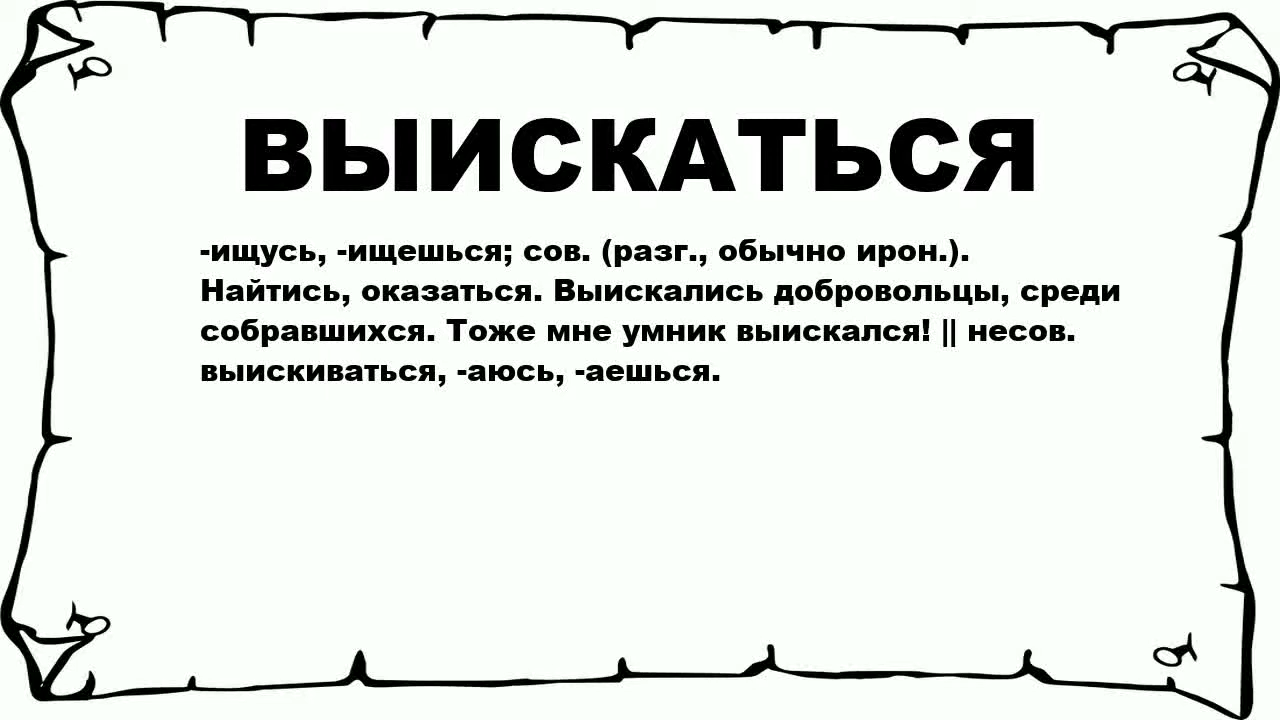 ВЫИСКАТЬСЯ
-ищусь, -ищешься; сов. (разг., обычно ирон.).
Найтись, оказаться. Выискались добровольцы, среди
собравшихся. Тоже мне умник выискался! || несов.
выискиваться, -аюсь, -аешься.